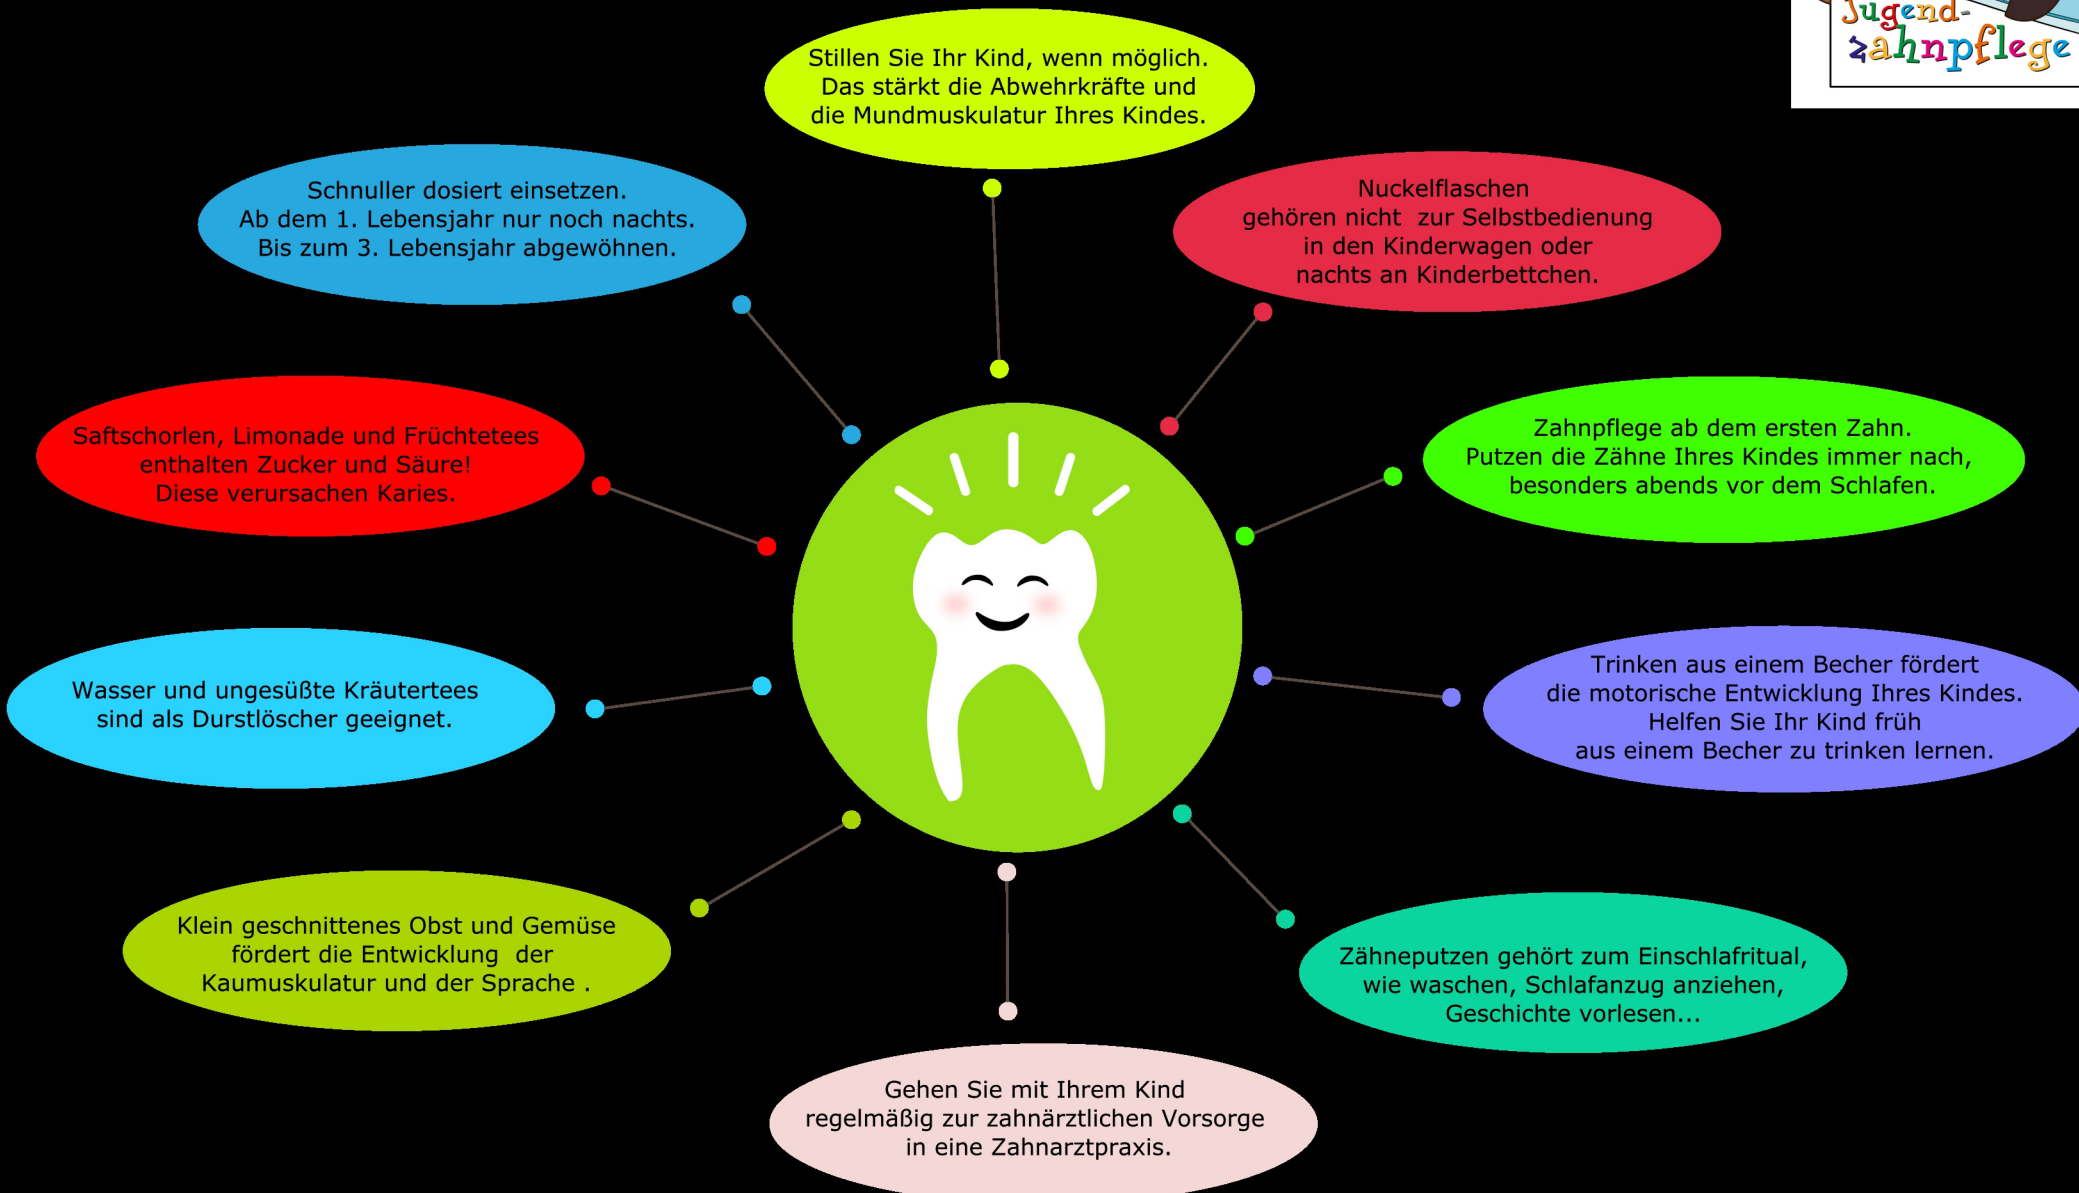 Jugend-
zahnpflege
Stillen Sie Ihr Kind, wenn möglich.
Das stärkt die Abwehrkräfte und
die Mundmuskulatur Ihres Kindes.
Schnuller dosiert einsetzen.
Ab dem 1. Lebensjahr nur noch nachts.
Bis zum 3. Lebensjahr abgewöhnen.
Nuckelflaschen
gehören nicht  zur Selbstbedienung
in den Kinderwagen oder
nachts an Kinderbettchen.
Saftschorlen, Limonade und Früchtetees
enthalten Zucker und Säure!
Diese verursachen Karies.
Zahnpflege ab dem ersten Zahn.
Putzen die Zähne Ihres Kindes immer nach,
besonders abends vor dem Schlafen.
Wasser und ungesüßte Kräutertees
sind als Durstlöscher geeignet.
Trinken aus einem Becher fördert
die motorische Entwicklung Ihres Kindes.
Helfen Sie Ihr Kind früh
aus einem Becher zu trinken lernen.
Klein geschnittenes Obst und Gemüse
fördert die Entwicklung  der
Kaumuskulatur und der Sprache .
Zähneputzen gehört zum Einschlafritual,
wie waschen, Schlafanzug anziehen,
Geschichte vorlesen...
Gehen Sie mit Ihrem Kind
regelmäßig zur zahnärztlichen Vorsorge
in eine Zahnarztpraxis.